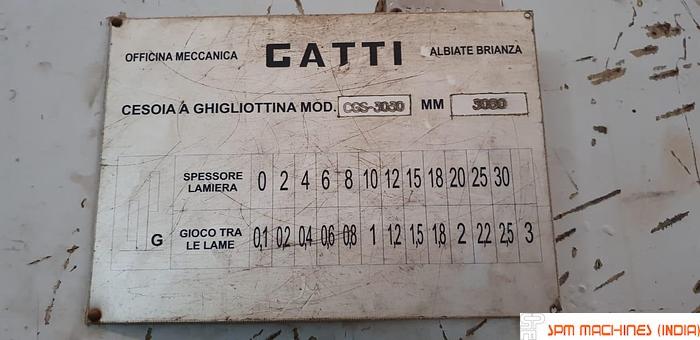 OFFICINA MECCANICA GATTI ALBIATE BRIANZA
CESOIA A GHIGLIOTTINA MOD. CGS-3030 MM 3000
SPESSORE LAMIERA 0 2 4 6 8 10 12 15 18 20 25 30
G GIOCO TRA LE LAME 0,1 0,2 0,4 0,6 0,8 1 1,2 1,5 1,8 2 2,2 2,5 3
SPM MACHINES (INDIA)